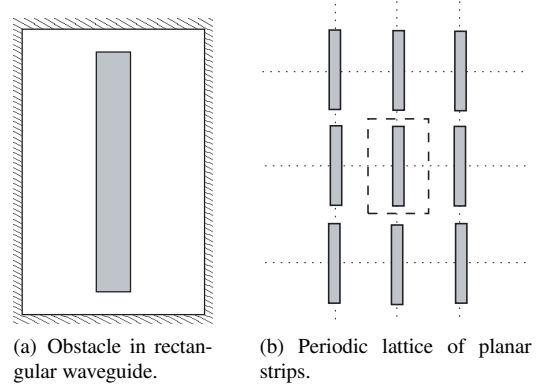 (a) Obstacle in rectan-
gular waveguide.
(b) Periodic lattice of planar
strips.